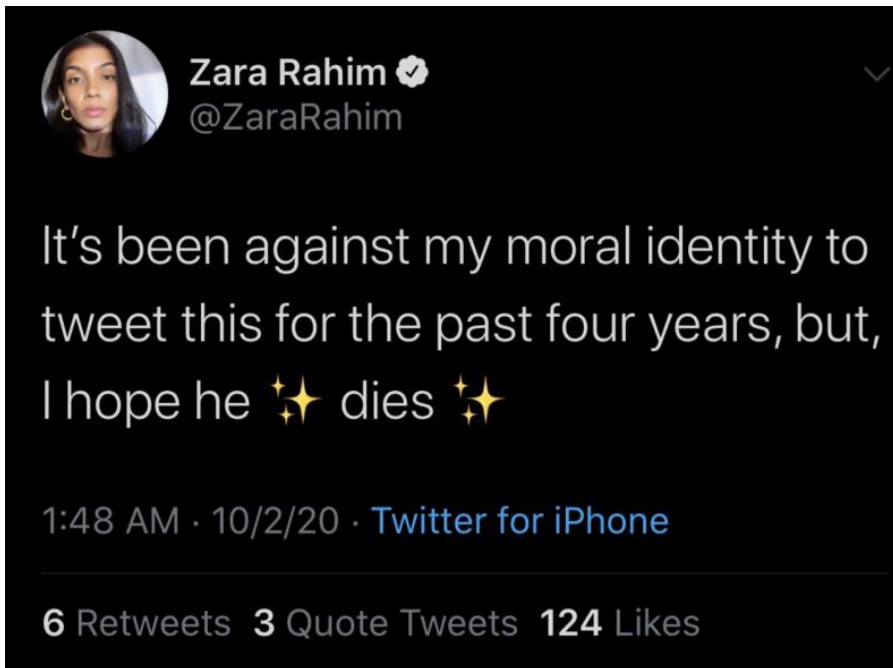 Zara Rahim
@ZaraRahim
It’s been against my moral identity to
tweet this for the past four years, but,
I hope he ✨ dies ✨
1:48 AM · 10/2/20 · Twitter for iPhone
6 Retweets 3 Quote Tweets 124 Likes